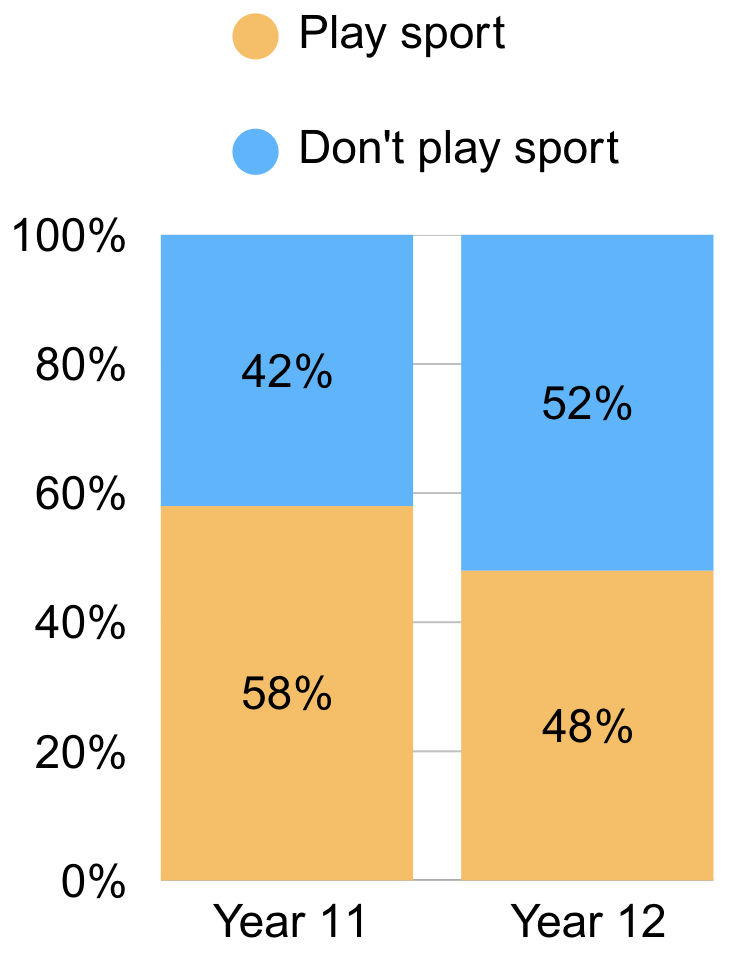 Play sport
Don't play sport
100%
80%
60%
40%
20%
0%
42%
52%
58%
48%
Year 11
Year 12